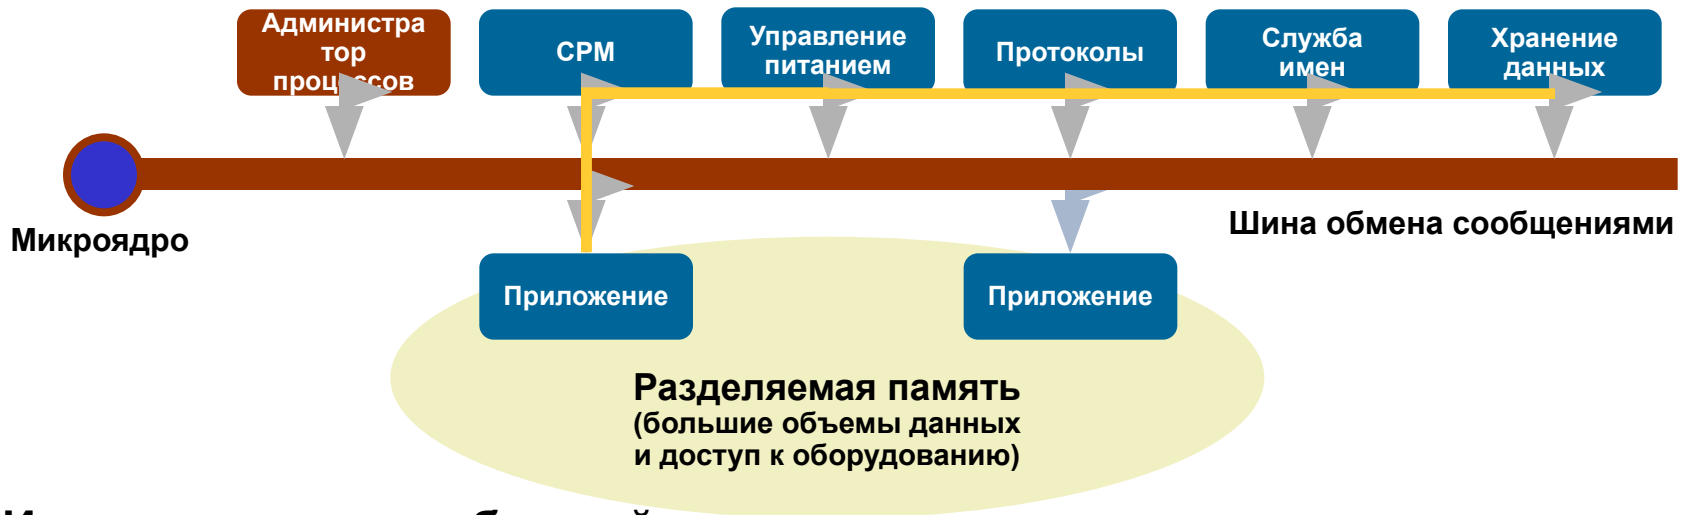 Администра
тор
процессов
CPM
Управление
питанием
Протоколы
Служба
имен
Хранение
данных
Микроядро
Шина обмена сообщениями
Приложение
Приложение
Разделяемая память
(большие объемы данных
и доступ к оборудованию)